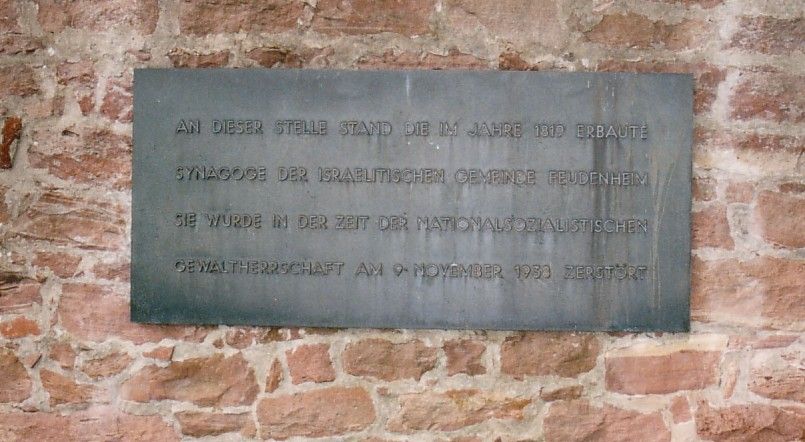 AN DIESER STELLE STAND DIE IM JAHRE 1819 ERBAUTE
SYNAGOGE DER ISRAELITISCHEN GEMEINDE FEUDENHEIM
SIE WURDE IN DER ZEIT DER NATIONALSOZIALISTISCHEN
GEWALTHERRSCHAFT AM 9·NOVEMBER 1938 ZERSTÖRT